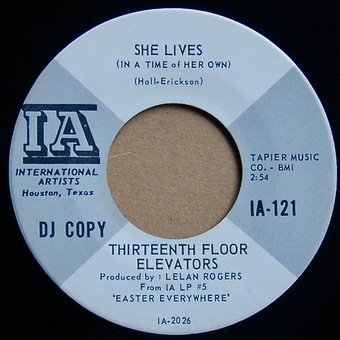 SHE LIVES
(IN A TIME of HER OWN)
(Hall-Erickson)
IA
INTERNATIONAL
ARTISTS
Houston, Texas
TAPIER MUSIC
CO. - BMI
2:54
IA-121
DJ COPY
THIRTEENTH FLOOR
ELEVATORS
Produced by : LELAN ROGERS
From IA LP #5
"EASTER EVERYWHERE"
IA-2026